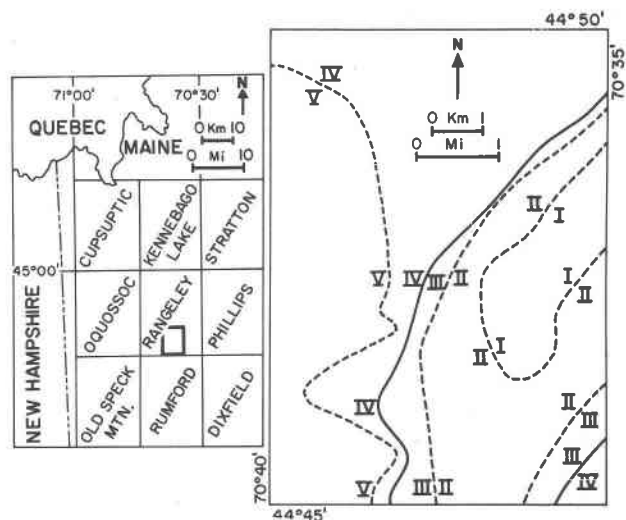 71°00'
70°30'
N
QUEBEC
MAINE
0 Km 10
0 Mi 10
CUPSUPTIC
KENNEBAGO LAKE
STRATTON
45°00'
OQUOSSOC
RANGELEY
PHILLIPS
NEW HAMPSHIRE
OLD SPECK MTN.
RUMFORD
DIXFIELD
44°50'
70°35'
N
0 Km 1
0 Mi 1
IV
V
II
I
V IV III II
I
II
II I
II
III
IV
III
IV
V
III II
70°40'
44°45'